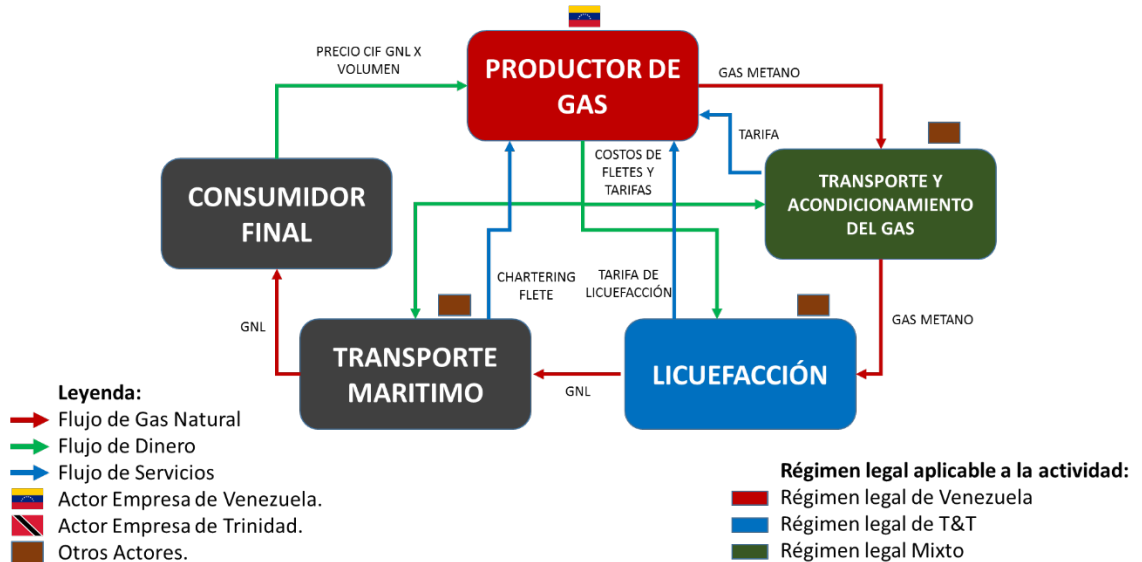 PRECIO CIF GNL X
VOLUMEN
PRODUCTOR DE
GAS
GAS METANO
TARIFA
COSTOS DE
FLETES Y
TARIFAS
CONSUMIDOR
FINAL
TRANSPORTE Y
ACONDICIONAMIENTO
DEL GAS
CHARTERING
FLETE
TARIFA DE
LICUEFACCIÓN
GNL
GAS METANO
TRANSPORTE
MARITIMO
GNL
LICUEFACCIÓN
Leyenda:
Flujo de Gas Natural
Flujo de Dinero
Flujo de Servicios
Actor Empresa de Venezuela.
Actor Empresa de Trinidad.
Otros Actores.
Régimen legal aplicable a la actividad:
Régimen legal de Venezuela
Régimen legal de T&T
Régimen legal Mixto